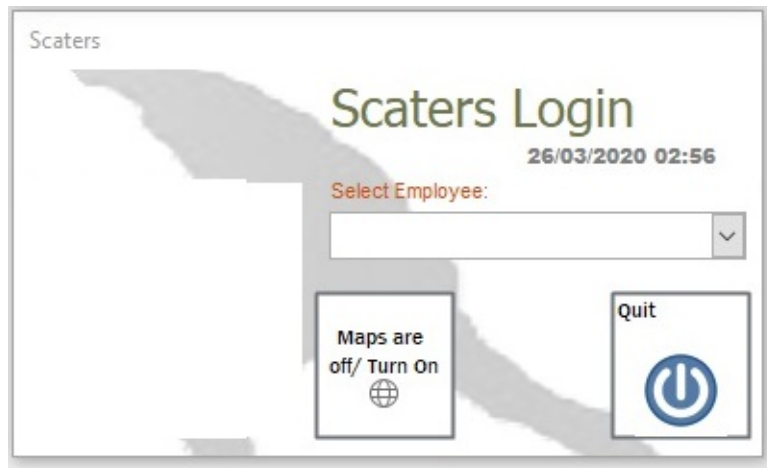 Scaters
Scaters Login
26/03/2020 02:56
Select Employee:
Maps are
off/ Turn On
Quit